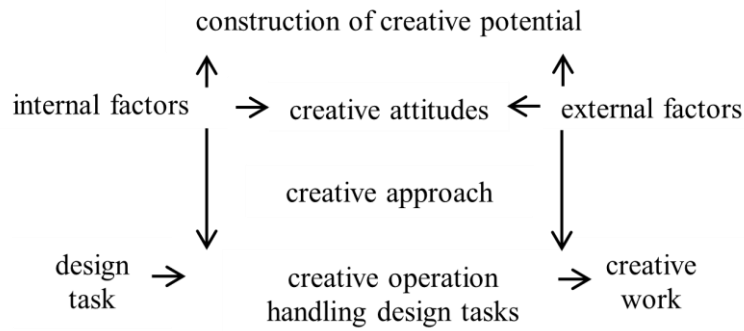 construction of creative potential
internal factors
creative attitudes
external factors
creative approach
design
task
creative operation
handling design tasks
creative
work